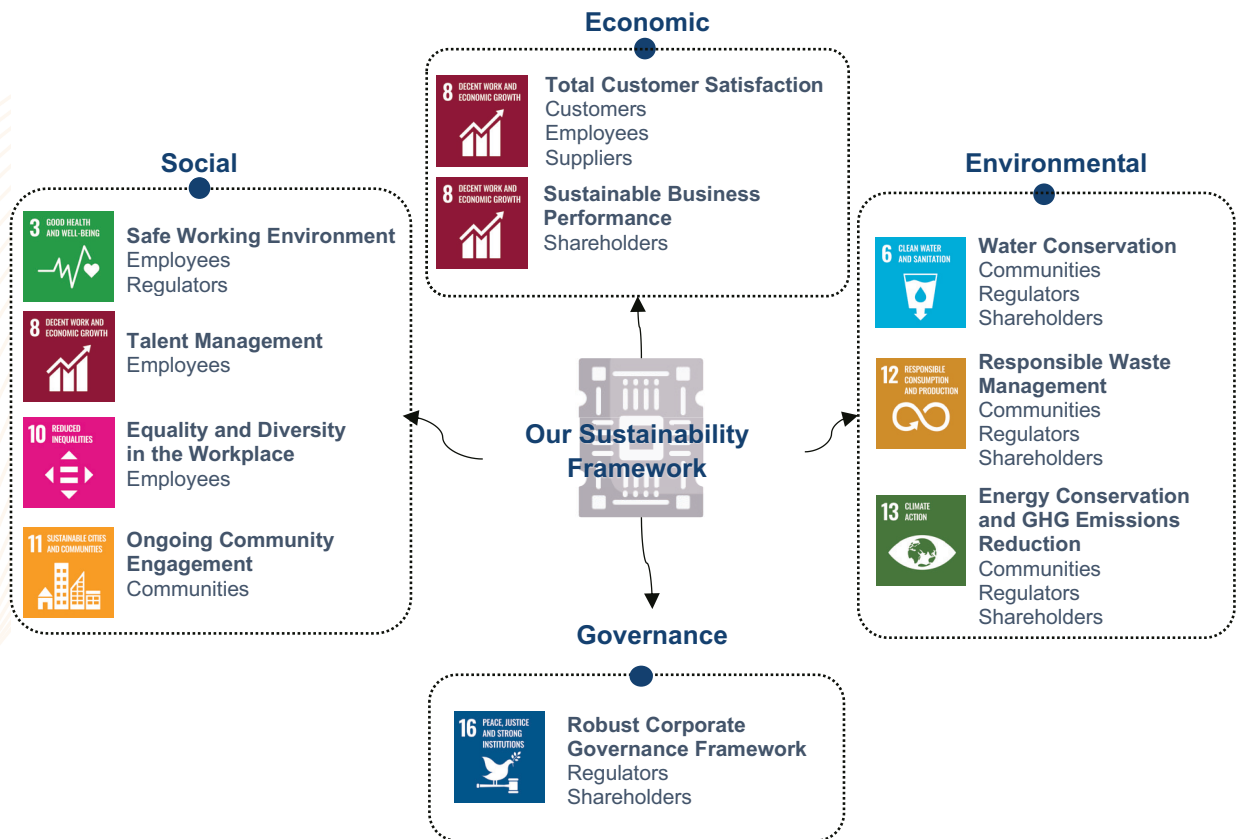 Economic
8 DECENT WORK AND
ECONOMIC GROWTH
Total Customer Satisfaction
Customers
Employees
Suppliers
8 DECENT WORK AND
ECONOMIC GROWTH
Sustainable Business
Performance
Shareholders
Social
3 GOOD HEALTH
AND WELL-BEING
Safe Working Environment
Employees
Regulators
8 DECENT WORK AND
ECONOMIC GROWTH
Talent Management
Employees
10 REDUCED
INEQUALITIES
Equality and Diversity
in the Workplace
Employees
11 SUSTAINABLE CITIES
AND COMMUNITIES
Ongoing Community
Engagement
Communities
Our Sustainability
Framework
Environmental
6 CLEAN WATER
AND SANITATION
Water Conservation
Communities
Regulators
Shareholders
12 RESPONSIBLE
CONSUMPTION
AND PRODUCTION
Responsible Waste
Management
Communities
Regulators
Shareholders
13 CLIMATE
ACTION
Energy Conservation
and GHG Emissions
Reduction
Communities
Regulators
Shareholders
Governance
16 PEACE, JUSTICE
AND STRONG
INSTITUTIONS
Robust Corporate
Governance Framework
Regulators
Shareholders